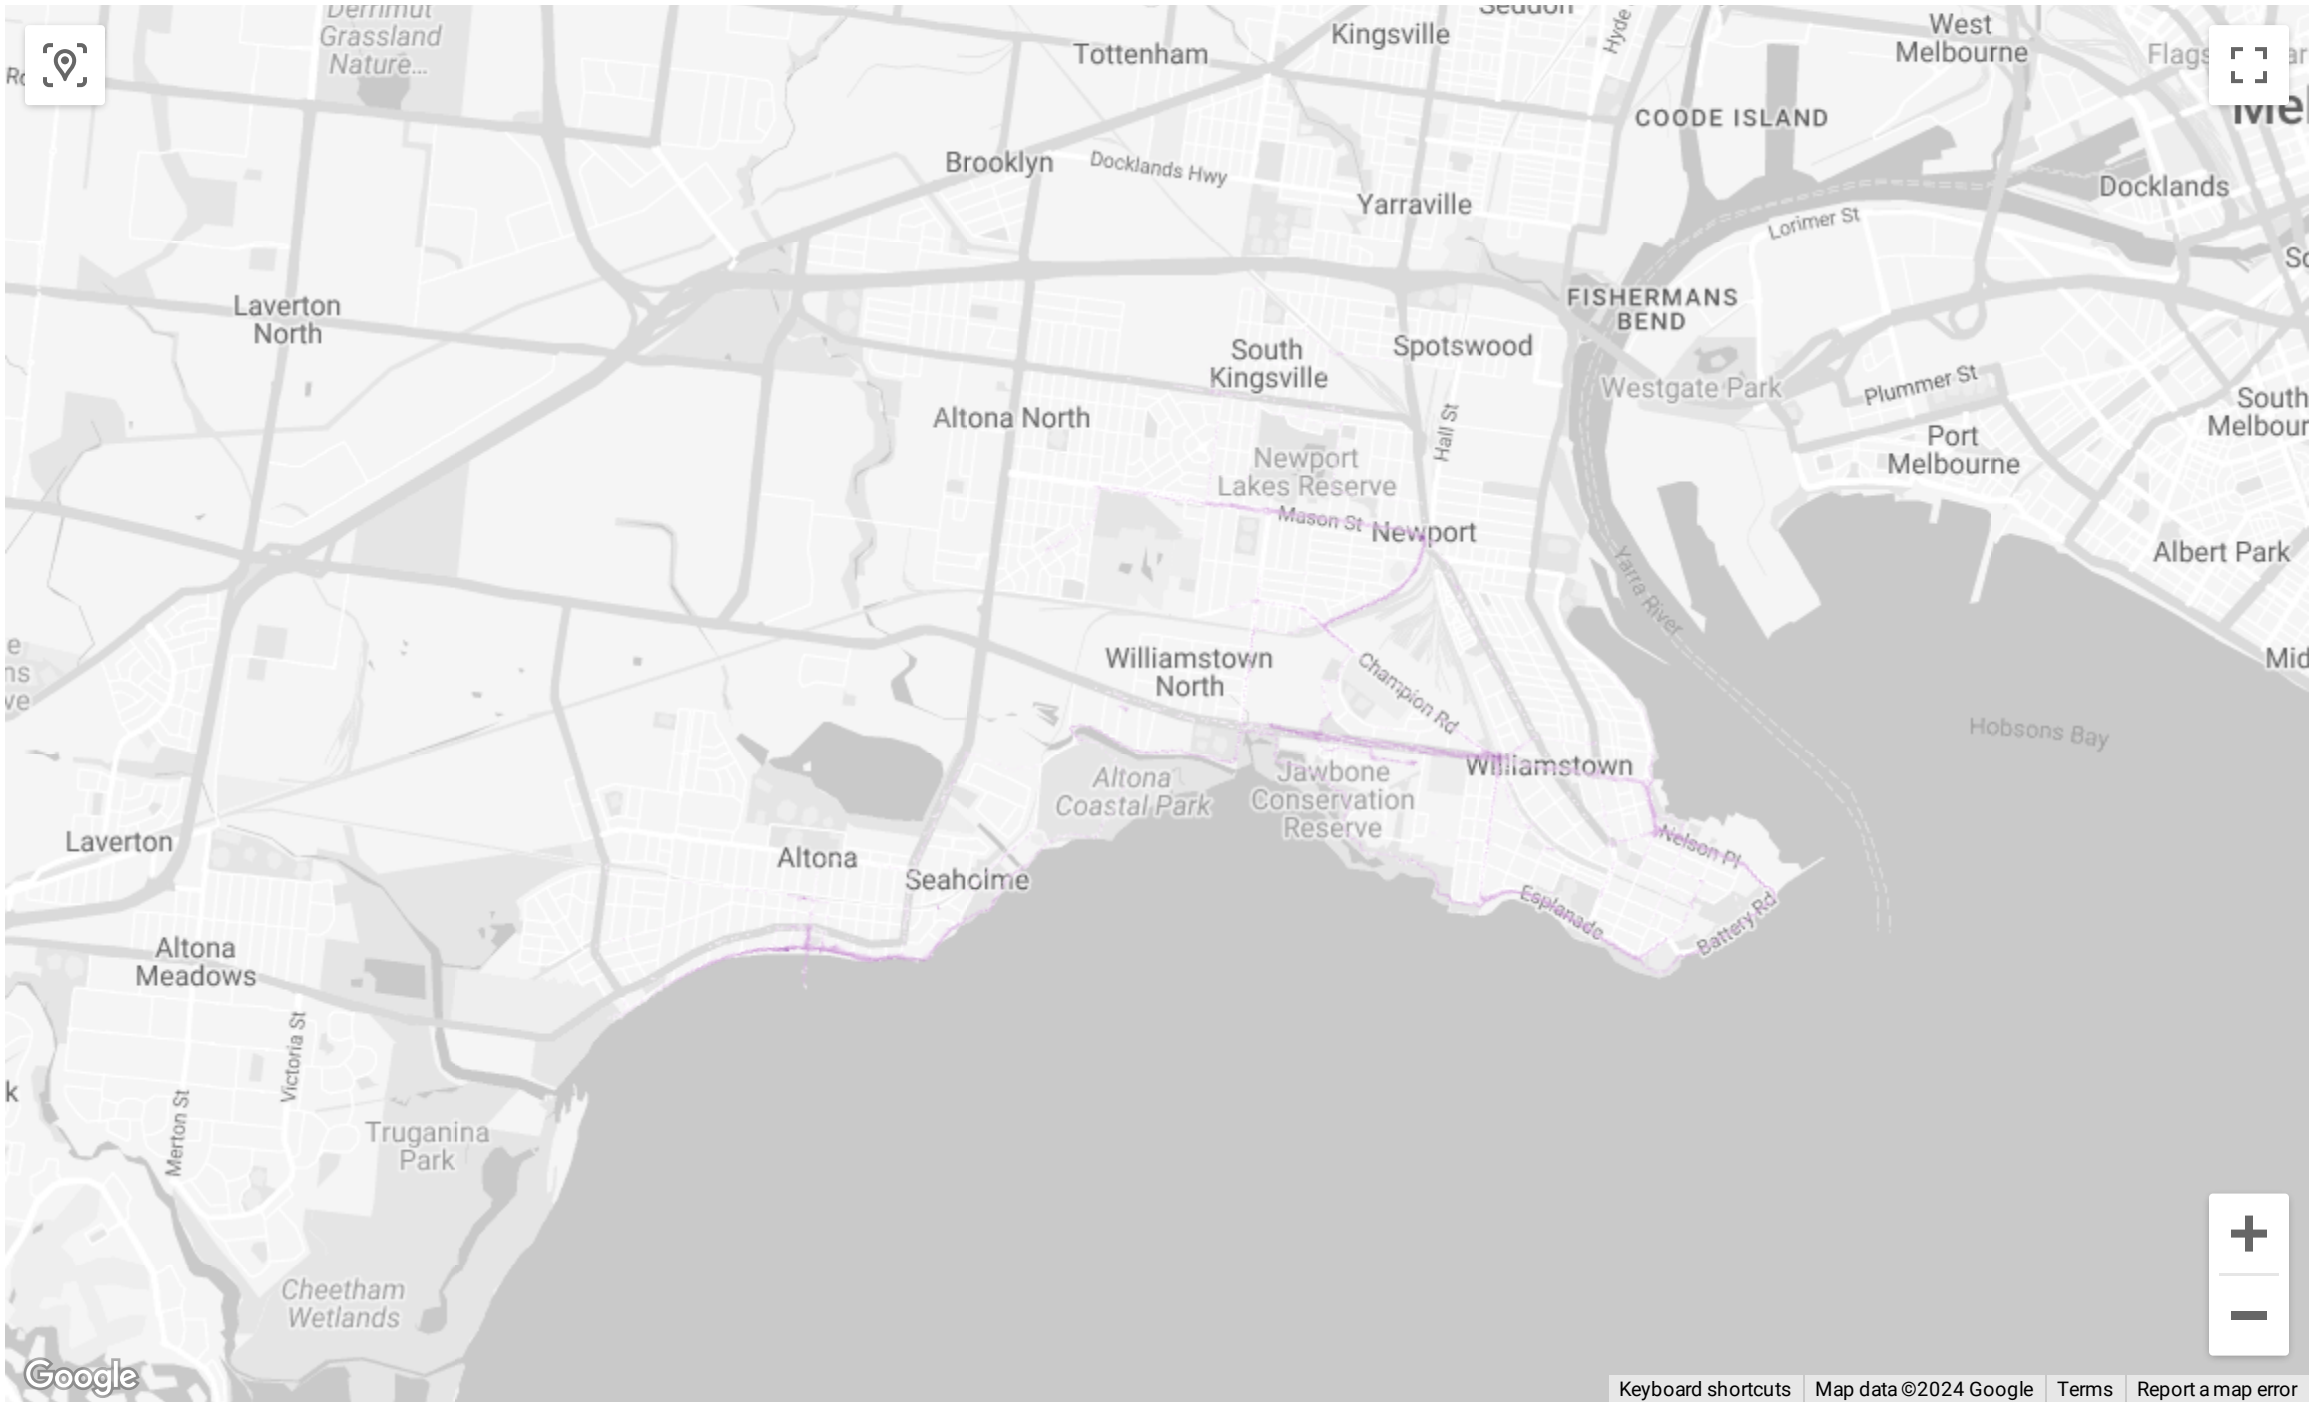 Derrimut
Grassland
Nature...
Tottenham
Kingsville
Seddon
Hyde
West
Melbourne
COODE ISLAND
Brooklyn
Docklands Hwy
Yarraville
Docklands
Lorimer St
Laverton
North
FISHERMANS
BEND
South
Kingsville
Spotswood
Westgate Park
Plummer St
South
Altona North
Hall St
Port
Melbourne
Newport
Lakes Reserve
Mason St
Newport
Albert Park
Yarra River
Williamstown
North
Champion Rd
Hobsons Bay
Altona
Coastal Park
Jawbone
Conservation
Reserve
Williamstown
Laverton
Altona
Seaholme
Nelson Pl
Esplanade
Battery Rd
Altona
Meadows
Victoria St
Merton St
Truganina
Park
Cheetham
Wetlands
Google
Keyboard shortcuts
Map data ©2024 Google
Terms
Report a map error